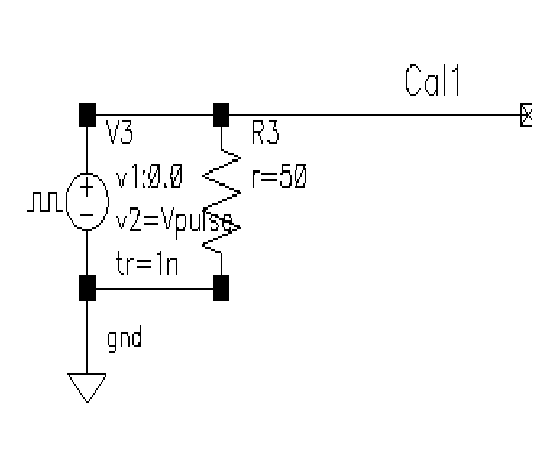 Cal1
V3
R3
v1:0.0
r=50
v2=Vpulse
tr=1n
gnd